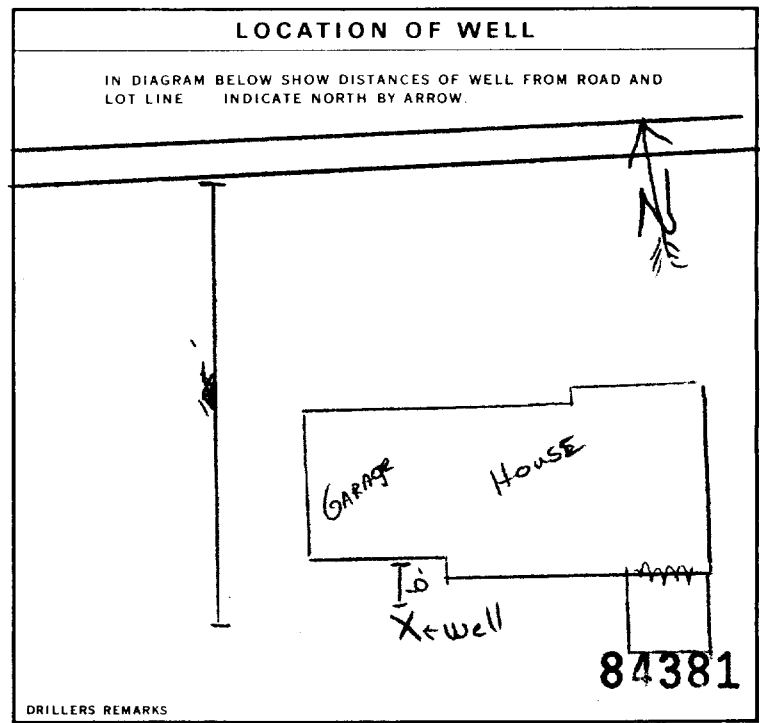 LOCATION OF WELL
IN DIAGRAM BELOW SHOW DISTANCES OF WELL FROM ROAD AND
LOT LINE INDICATE NORTH BY ARROW.
N
GARAGE
HOUSE
6'
X ← Well
84381
DRILLERS REMARKS